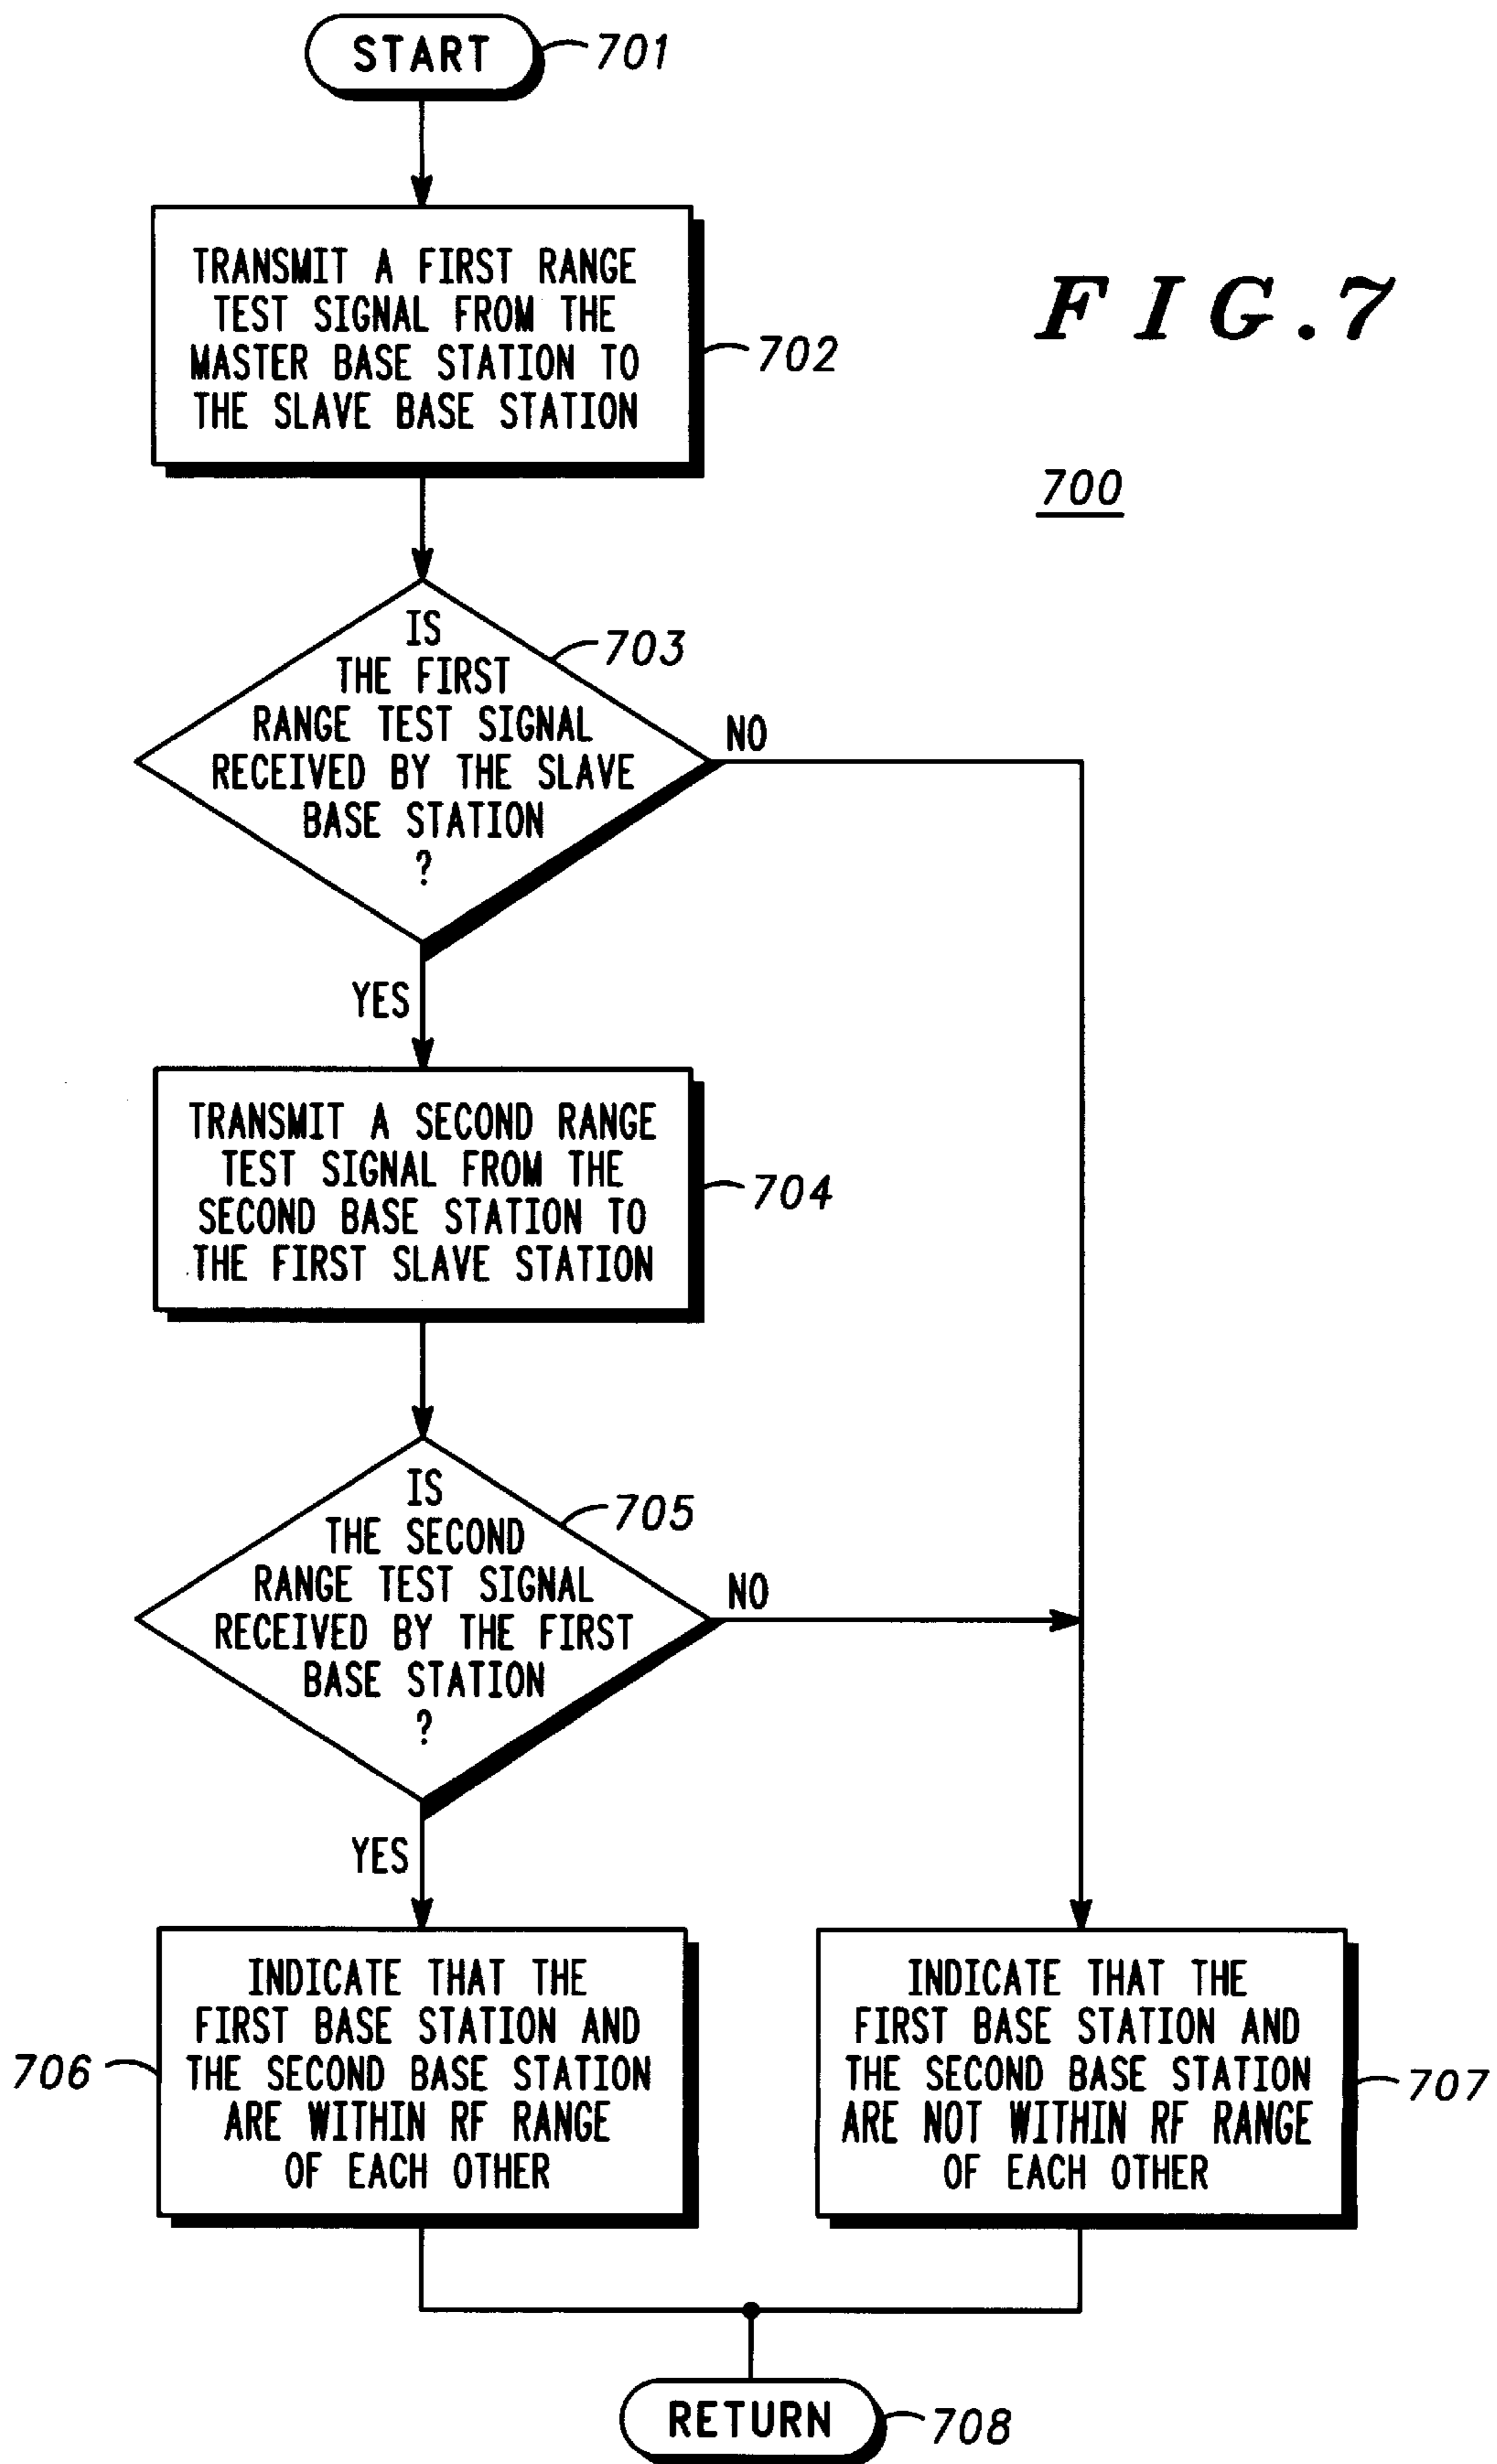 START
701
TRANSMIT A FIRST RANGE
TEST SIGNAL FROM THE
MASTER BASE STATION TO
THE SLAVE BASE STATION
702
FIG.7
700
IS
THE FIRST
RANGE TEST SIGNAL
RECEIVED BY THE SLAVE
BASE STATION
?
703
NO
YES
TRANSMIT A SECOND RANGE
TEST SIGNAL FROM THE
SECOND BASE STATION TO
THE FIRST SLAVE STATION
704
IS
THE SECOND
RANGE TEST SIGNAL
RECEIVED BY THE FIRST
BASE STATION
?
705
NO
YES
INDICATE THAT THE
FIRST BASE STATION AND
THE SECOND BASE STATION
ARE WITHIN RF RANGE
OF EACH OTHER
706
INDICATE THAT THE
FIRST BASE STATION AND
THE SECOND BASE STATION
ARE NOT WITHIN RF RANGE
OF EACH OTHER
707
RETURN
708